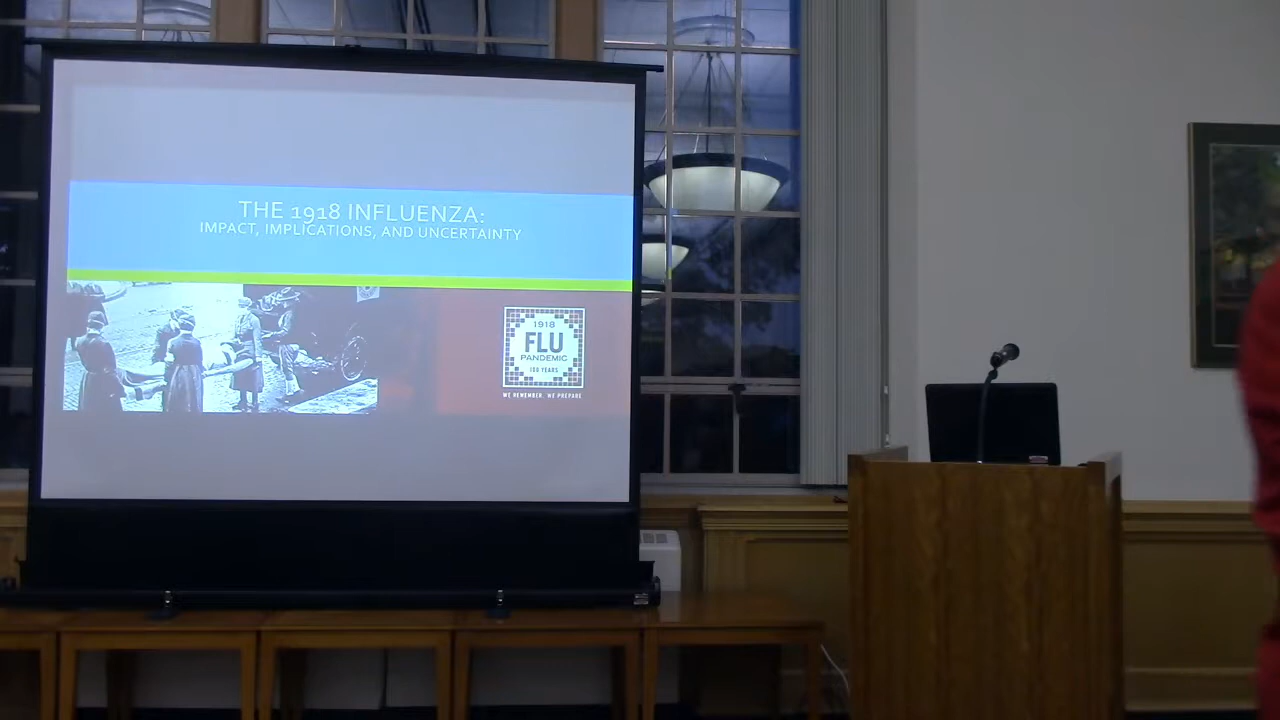 THE 1918 INFLUENZA:
IMPACT, IMPLICATIONS, AND UNCERTAINTY
1918
FLU
PANDEMIC
100 YEARS
WE REMEMBER. WE PREPARE